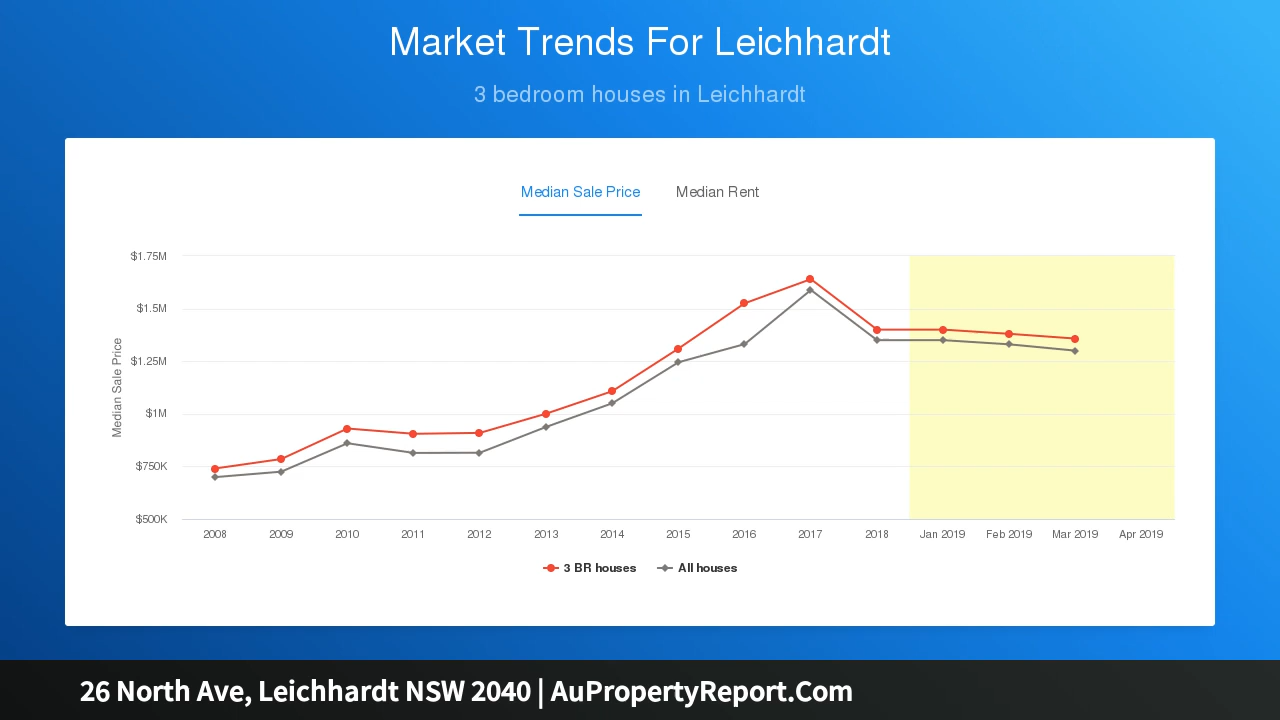 Market Trends For Leichhardt
3 bedroom houses in Leichhardt
Median Sale Price Median Rent
$1.75M
$1.5M
$1.25M
$1M
$750K
$500K
Median Sale Price
2008 2009 2010 2011 2012 2013 2014 2015 2016 2017 2018 Jan 2019 Feb 2019 Mar 2019 Apr 2019
3 BR houses All houses
26 North Ave, Leichhardt NSW 2040 | AuPropertyReport.Com